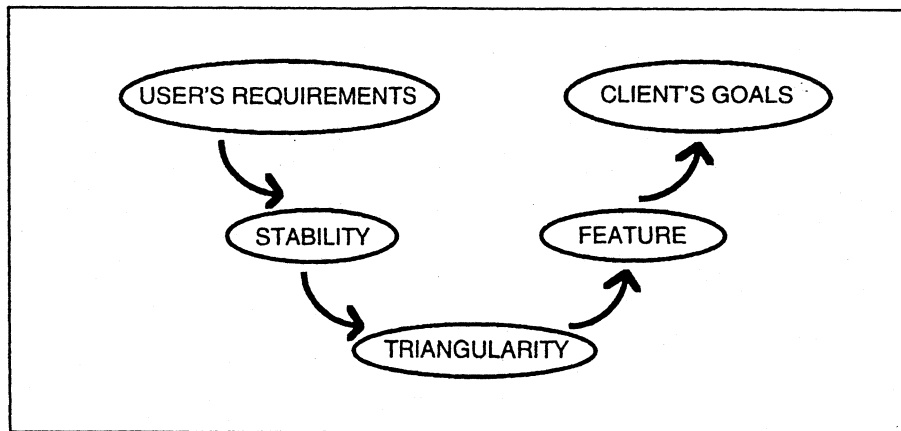 USER'S REQUIREMENTS
CLIENT'S GOALS
STABILITY
FEATURE
TRIANGULARITY